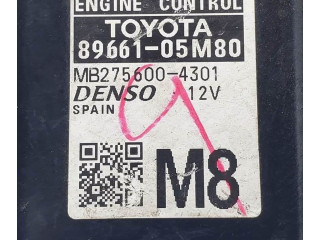 ENGINE CONTROL
TOYOTA
89661-05M80
MB275600-4301
DENSO 12V
SPAIN
M8